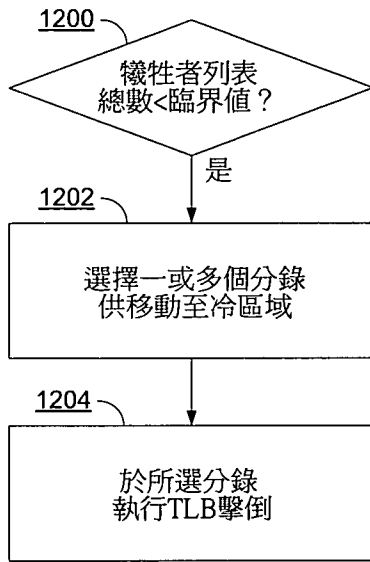 1200
犧牲者列表
總數<臨界值？
是
1202
選擇一或多個分錄
供移動至冷區域
1204
於所選分錄
執行TLB擊倒